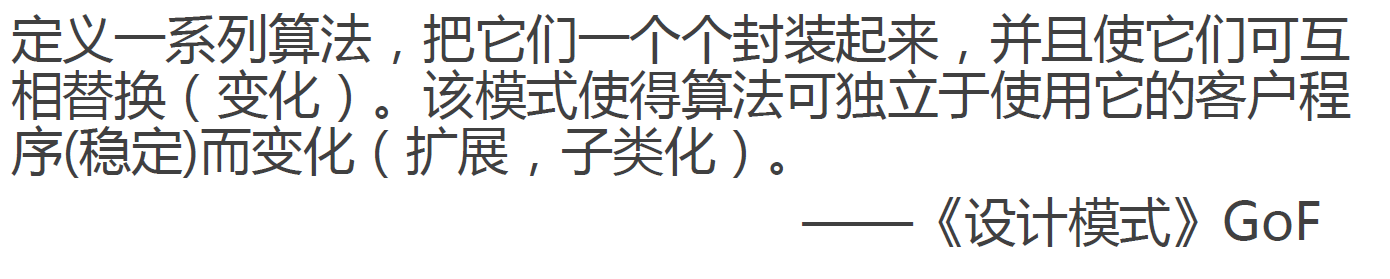 定义一系列算法，把它们一个个封装起来，并且使它们可互
相替换（变化）。该模式使得算法可独立于使用它的客户程
序(稳定)而变化（扩展，子类化）。
——《设计模式》GoF